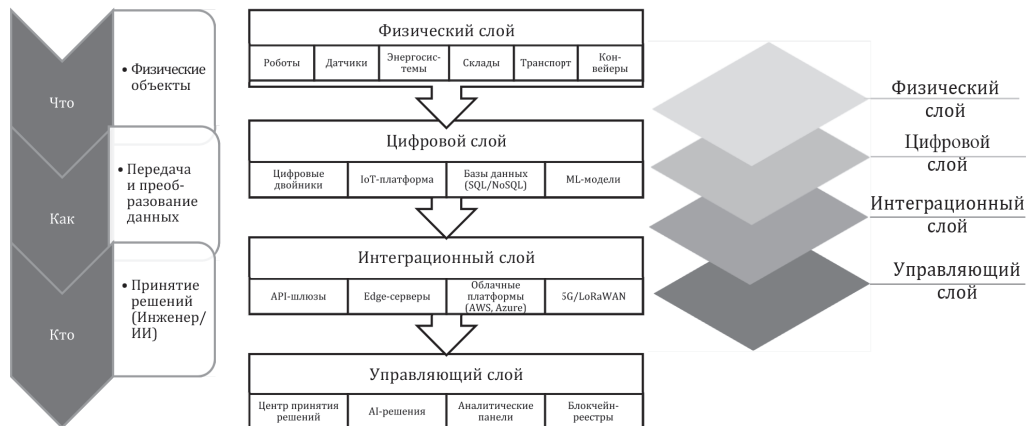 Что
• Физические
объекты
Как
• Передача
и преоб-
разование
данных
Кто
• Принятие
решений
(Инженер/
ИИ)
Физический слой
Роботы
Датчики
Энергосис-
темы
Склады
Транспорт
Кон-
вейеры
Цифровой слой
Цифровые
двойники
IoT-платформа
Базы данных
(SQL/NoSQL)
ML-модели
Интеграционный слой
API-шлюзы
Edge-серверы
Облачные
платформы
(AWS, Azure)
5G/LoRaWAN
Управляющий слой
Центр принятия
решений
AI-решения
Аналитические
панели
Блокчейн-
реестры
Физический
слой
Цифровой
слой
Интеграционный
слой
Управляющий
слой